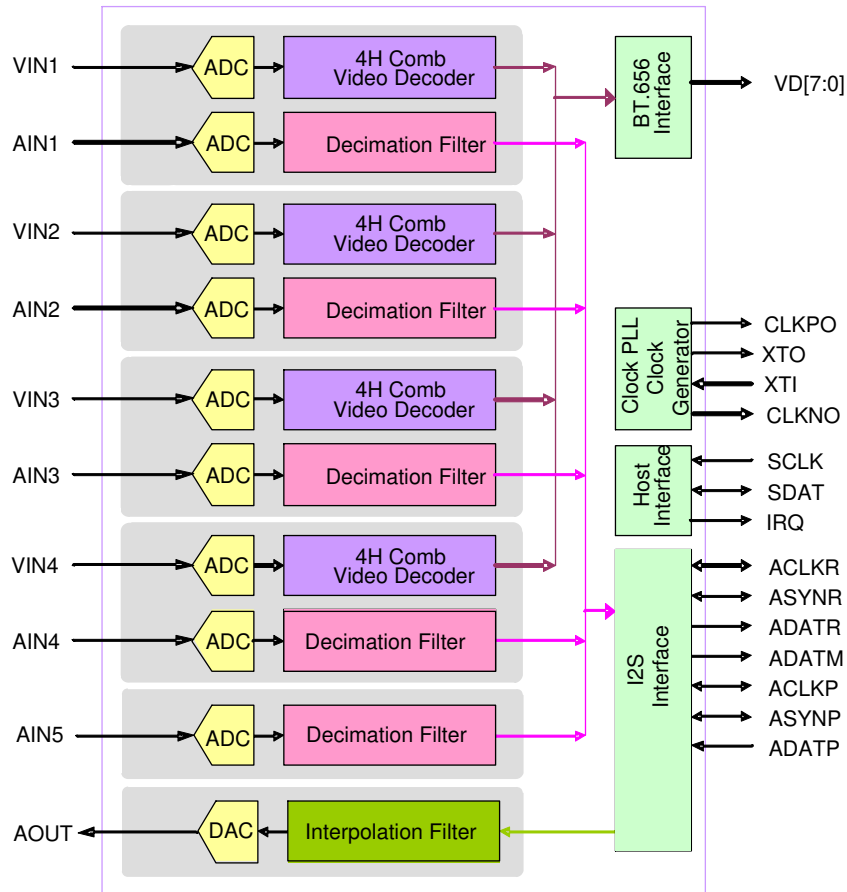 VIN1
ADC
4H Comb
Video Decoder
BT.656
Interface
VD[7:0]
AIN1
ADC
Decimation Filter
VIN2
ADC
4H Comb
Video Decoder
AIN2
ADC
Decimation Filter
Clock PLL
Clock
Generator
CLKPO
XTO
XTI
CLKNO
VIN3
ADC
4H Comb
Video Decoder
AIN3
ADC
Decimation Filter
Host
Interface
SCLK
SDAT
IRQ
VIN4
ADC
4H Comb
Video Decoder
AIN4
ADC
Decimation Filter
I2S
Interface
ACLKR
ASYNR
ADATR
ADATM
ACLKP
ASYNP
ADATP
AIN5
ADC
Decimation Filter
AOUT
DAC
Interpolation Filter